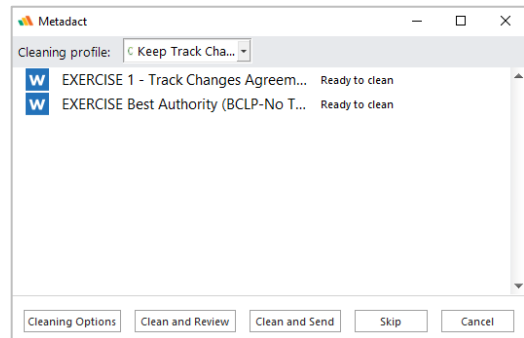 Metadact
Cleaning profile: C Keep Track Cha...
W EXERCISE 1 - Track Changes Agreem... Ready to clean
W EXERCISE Best Authority (BCLP-No T... Ready to clean
Cleaning Options Clean and Review Clean and Send Skip Cancel